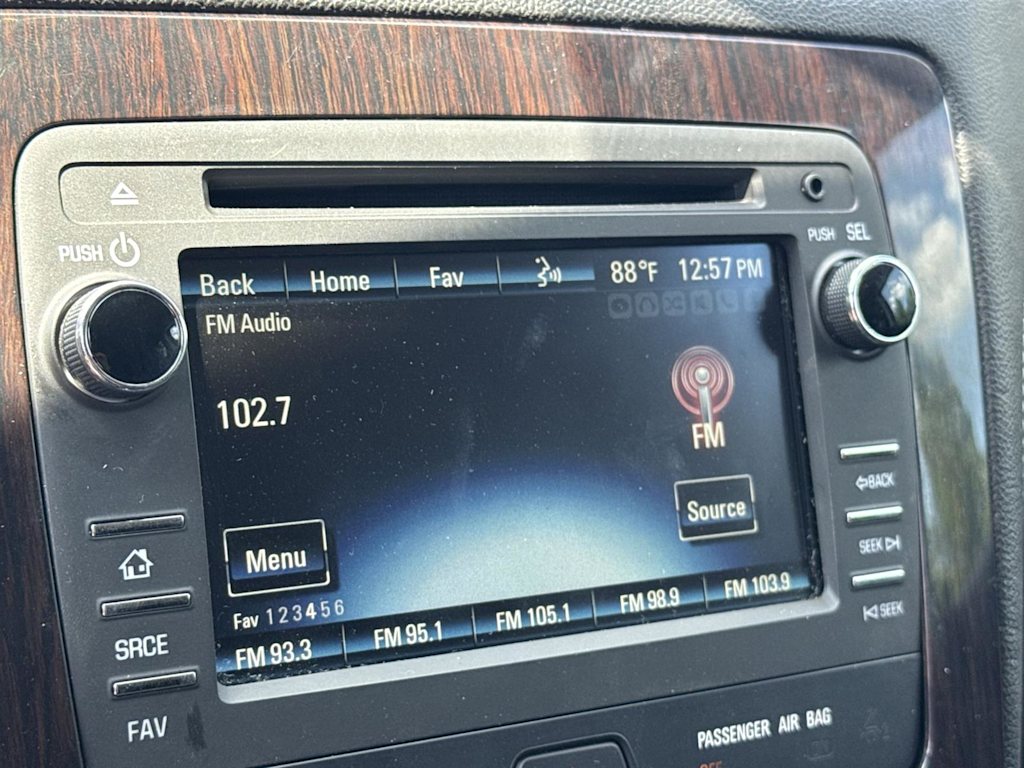 PUSH
PUSH SEL
Back Home Fav 88°F 12:57 PM
FM Audio
102.7
FM
Source
Menu
BACK
SEEK
SEEK
Fav 1 2 3 4 5 6
FM 93.3 FM 95.1 FM 105.1 FM 98.9 FM 103.9
SRCE
FAV
PASSENGER AIR BAG
OFF